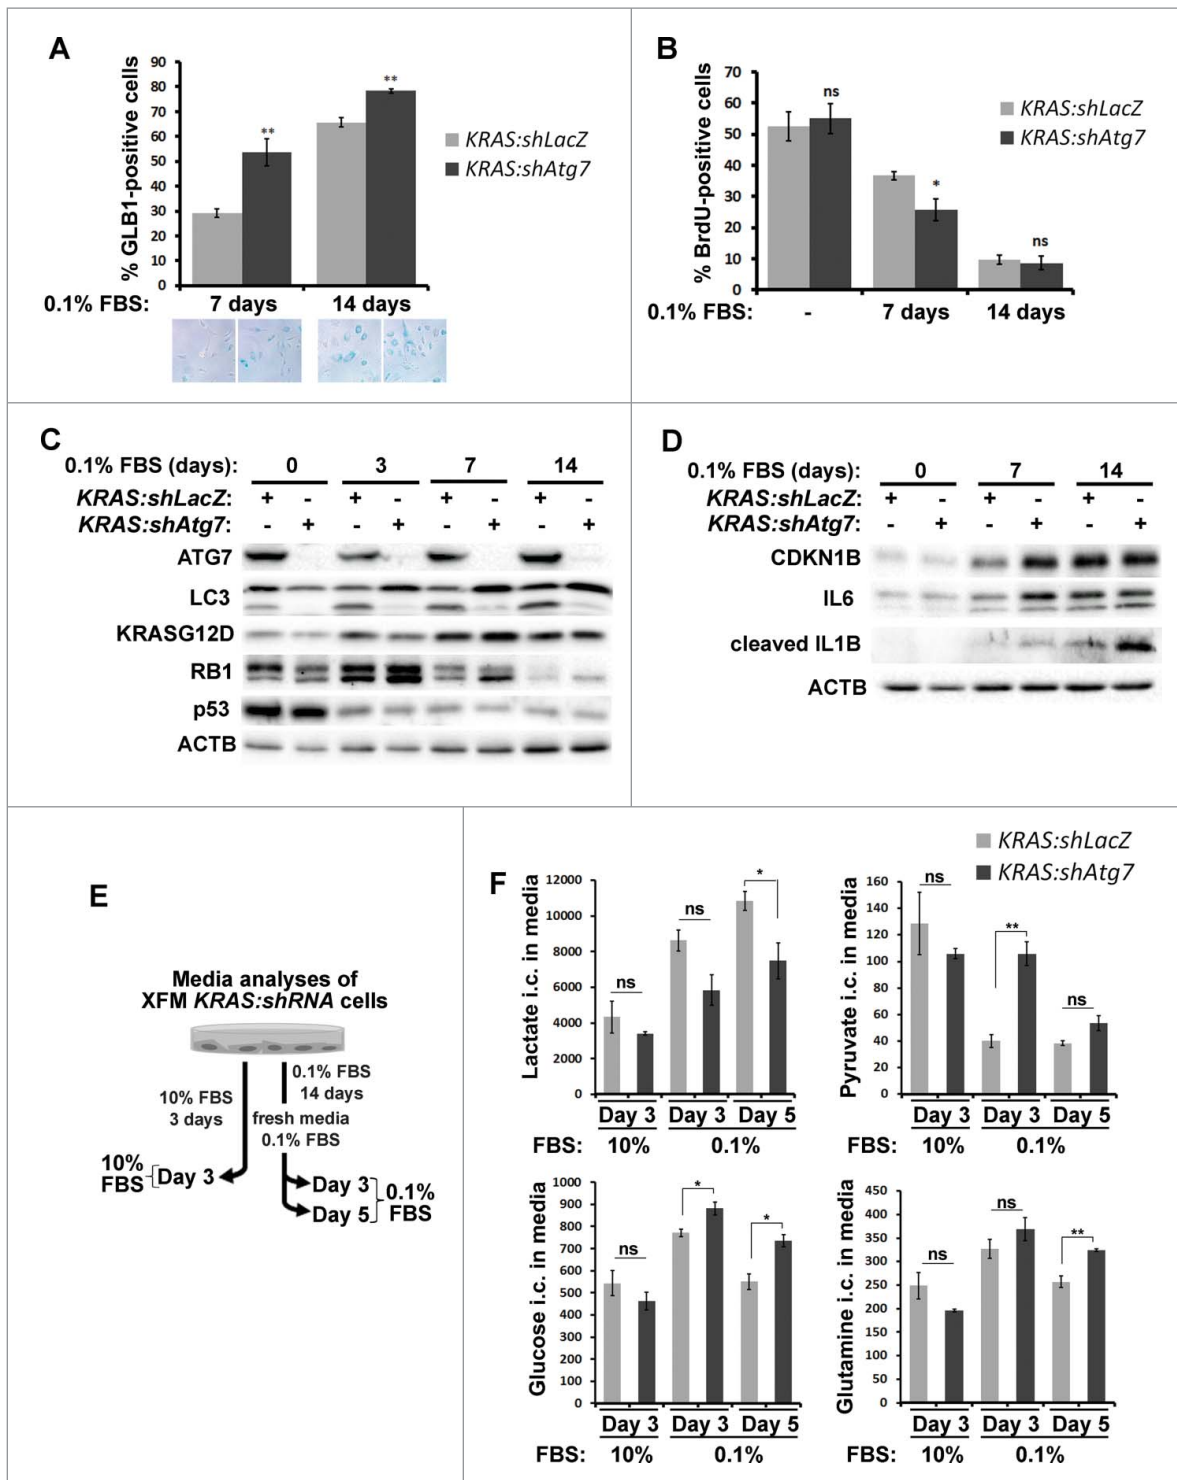 A
90
80
70
60
50
40
30
20
10
0
% GLB1-positive cells
**
**
KRAS:shLacZ
KRAS:shAtg7
0.1% FBS: 7 days 14 days
B
70
60
50
40
30
20
10
0
% BrdU-positive cells
ns
*
ns
KRAS:shLacZ
KRAS:shAtg7
0.1% FBS: - 7 days 14 days
C
0.1% FBS (days): 0 3 7 14
KRAS:shLacZ: + - + - + - + -
KRAS:shAtg7: - + - + - + - +
ATG7
LC3
KRASG12D
RB1
p53
ACTB
D
0.1% FBS (days): 0 7 14
KRAS:shLacZ: + - + - + -
KRAS:shAtg7: - + - + - +
CDKN1B
IL6
cleaved IL1B
ACTB
E
Media analyses of
XFM KRAS:shRNA cells
10% FBS
3 days
0.1% FBS
14 days
fresh media
0.1% FBS
10%
FBS
Day 3
Day 3
Day 5
0.1%
FBS
F
KRAS:shLacZ
KRAS:shAtg7
Lactate i.c. in media
12000
10000
8000
6000
4000
2000
0
ns
ns
*
Day 3 Day 3 Day 5
FBS: 10% 0.1%
Pyruvate i.c. in media
160
140
120
100
80
60
40
20
0
ns
**
ns
Day 3 Day 3 Day 5
FBS: 10% 0.1%
Glucose i.c. in media
1000
900
800
700
600
500
400
300
200
100
0
ns
*
*
Day 3 Day 3 Day 5
FBS: 10% 0.1%
Glutamine i.c. in media
450
400
350
300
250
200
150
100
50
0
ns
ns
**
Day 3 Day 3 Day 5
FBS: 10% 0.1%